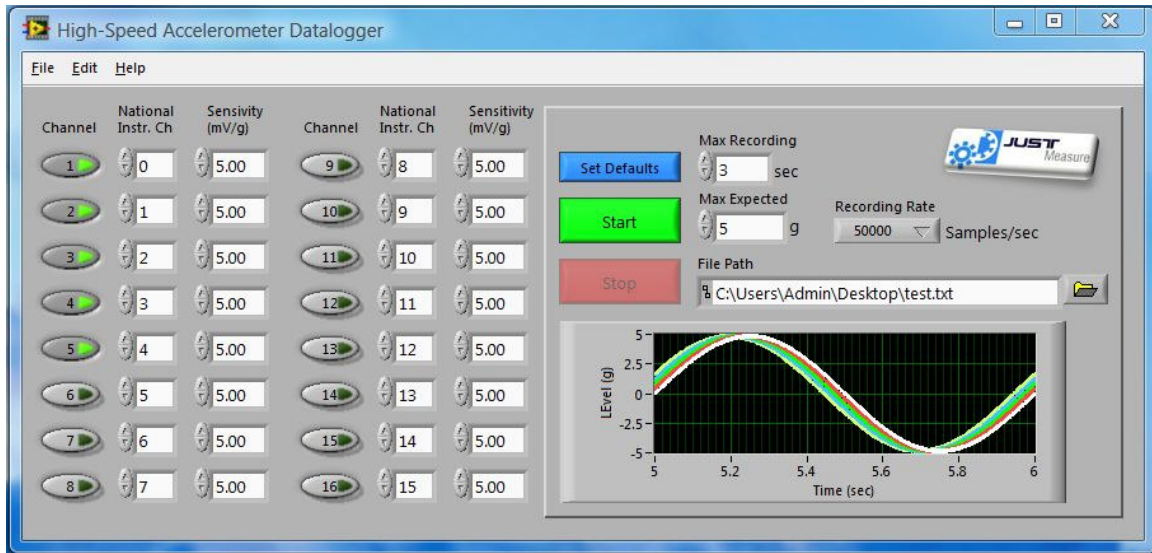 High-Speed Accelerometer Datalogger
File Edit Help
Channel National Instr. Ch Sensivity (mV/g) Channel National Instr. Ch Sensitivity (mV/g)
1 0 5.00 9 8 5.00
2 1 5.00 10 9 5.00
3 2 5.00 11 10 5.00
4 3 5.00 12 11 5.00
5 4 5.00 13 12 5.00
6 5 5.00 14 13 5.00
7 6 5.00 15 14 5.00
8 7 5.00 16 15 5.00
Set Defaults
Start
Stop
Max Recording
3 sec
Max Expected
5 g
Recording Rate
50000 Samples/sec
JUST
Measure
File Path
C:\Users\Admin\Desktop\test.txt
LEvel (g)
5
2.5
0
-2.5
-5
5 5.2 5.4 5.6 5.8 6
Time (sec)